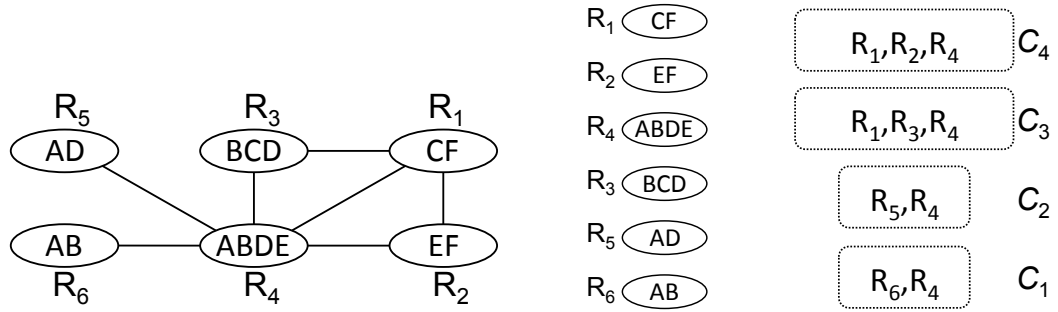 R5 R3 R1
AD BCD CF
AB ABDE EF
R6 R4 R2
R1 CF
R2 EF
R4 ABDE
R3 BCD
R5 AD
R6 AB
R1,R2,R4 C4
R1,R3,R4 C3
R5,R4 C2
R6,R4 C1